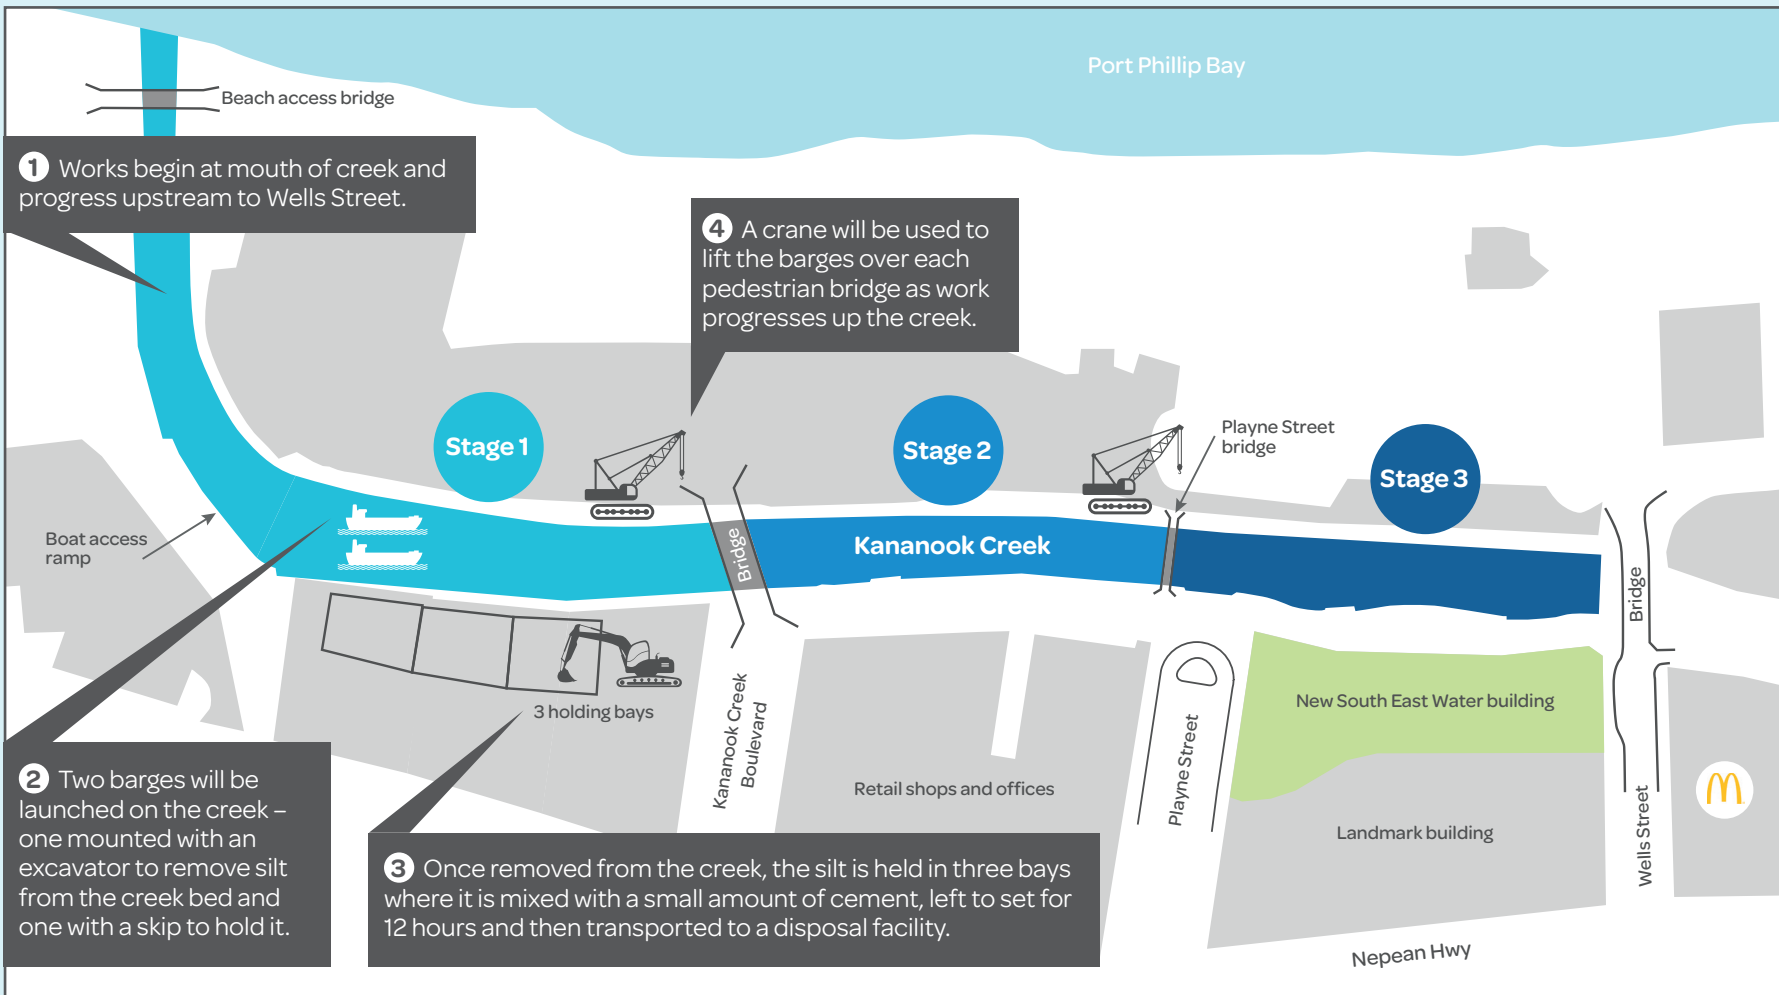 Port Phillip Bay
Beach access bridge
1 Works begin at mouth of creek and
progress upstream to Wells Street.
4 A crane will be used to
lift the barges over each
pedestrian bridge as work
progresses up the creek.
Stage 1
Stage 2
Stage 3
Playne Street
bridge
Boat access
ramp
Bridge
Kananook Creek
Bridge
3 holding bays
Kananook Creek
Boulevard
Retail shops and offices
Playne Street
New South East Water building
Landmark building
Wells Street
2 Two barges will be
launched on the creek –
one mounted with an
excavator to remove silt
from the creek bed and
one with a skip to hold it.
3 Once removed from the creek, the silt is held in three bays
where it is mixed with a small amount of cement, left to set for
12 hours and then transported to a disposal facility.
Nepean Hwy